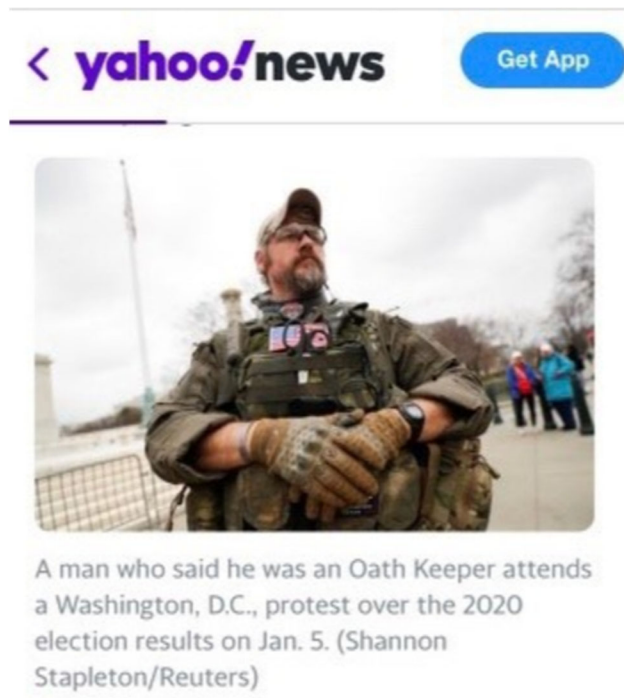 yahoo!news
Get App
A man who said he was an Oath Keeper attends
a Washington, D.C., protest over the 2020
election results on Jan. 5. (Shannon
Stapleton/Reuters)